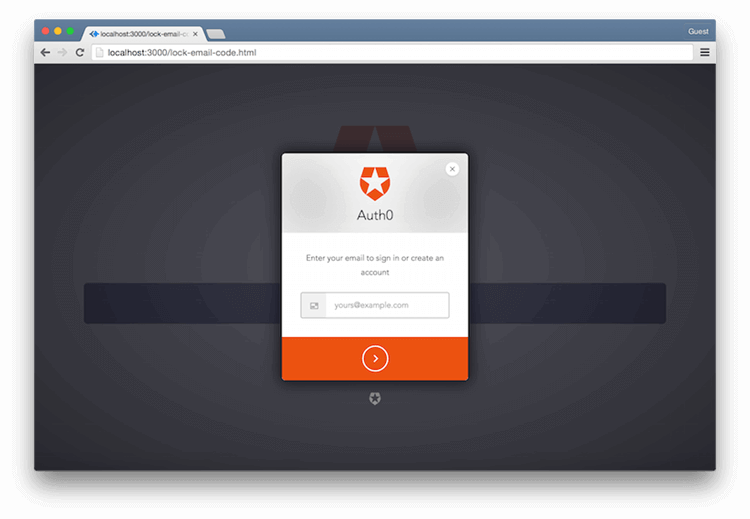 localhost:3000/lock-email-co
Guest
localhost:3000/lock-email-code.html
Auth0
Enter your email to sign in or create an
account
yours@example.com